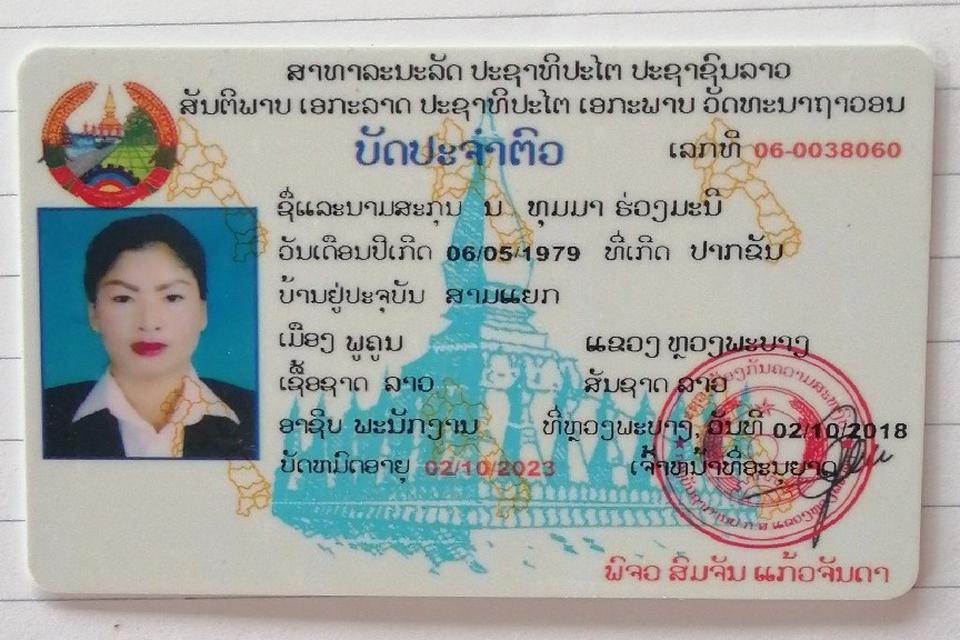 ສາທາລະນະລັດ ປະຊາທິປະໄຕ ປະຊາຊົນລາວ
ສັນຕິພາບ ເອກະລາດ ປະຊາທິປະໄຕ ເອກະພາບ ວັດທະນາຖາວອນ
ບັດປະຈຳຕົວ
ເລກທີ 06-0038060
ຊື່ແລະນາມສະກຸນ ນ ທຸມມາ ຮ່ວງມະນີ
ວັນເດືອນປີເກີດ 06/05/1979 ທີ່ເກີດ ປາກຂັນ
ບ້ານຢູ່ປະຈຸບັນ ສາມແຍກ
ເມືອງ ພູຄູນ ແຂວງ ຫຼວງພະບາງ
ເຊື້ອຊາດ ລາວ ສັນຊາດ ລາວ
ອາຊີບ ພະນັກງານ ທີ່ຫຼວງພະບາງ, ວັນທີ 02/10/2018
ບັດຫມົດອາຍຸ 02/10/2023 ເຈົ້າຫນ້າທີ່ອະນຸຍາດ
ພົຈວ ສົມຈັນ ແກ້ວຈັນດາ